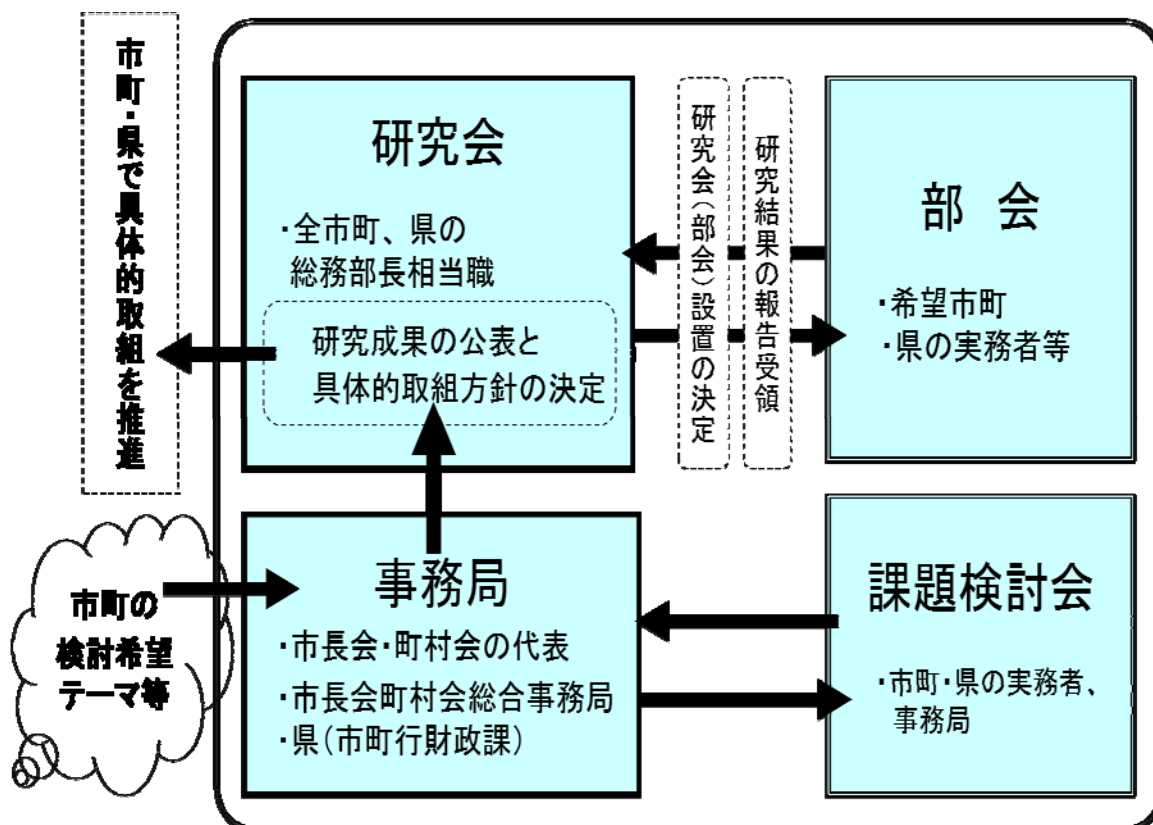 市町・県で具体的取組を推進
研究会
・全市町、県の
総務部長相当職
研究成果の公表と
具体的取組方針の決定
研究会(部会)設置の決定
研究結果の報告受領
部 会
・希望市町
・県の実務者等
市町の
検討希望
テーマ等
事務局
・市長会・町村会の代表
・市長会町村会総合事務局
・県(市町行財政課)
課題検討会
・市町・県の実務者、
事務局